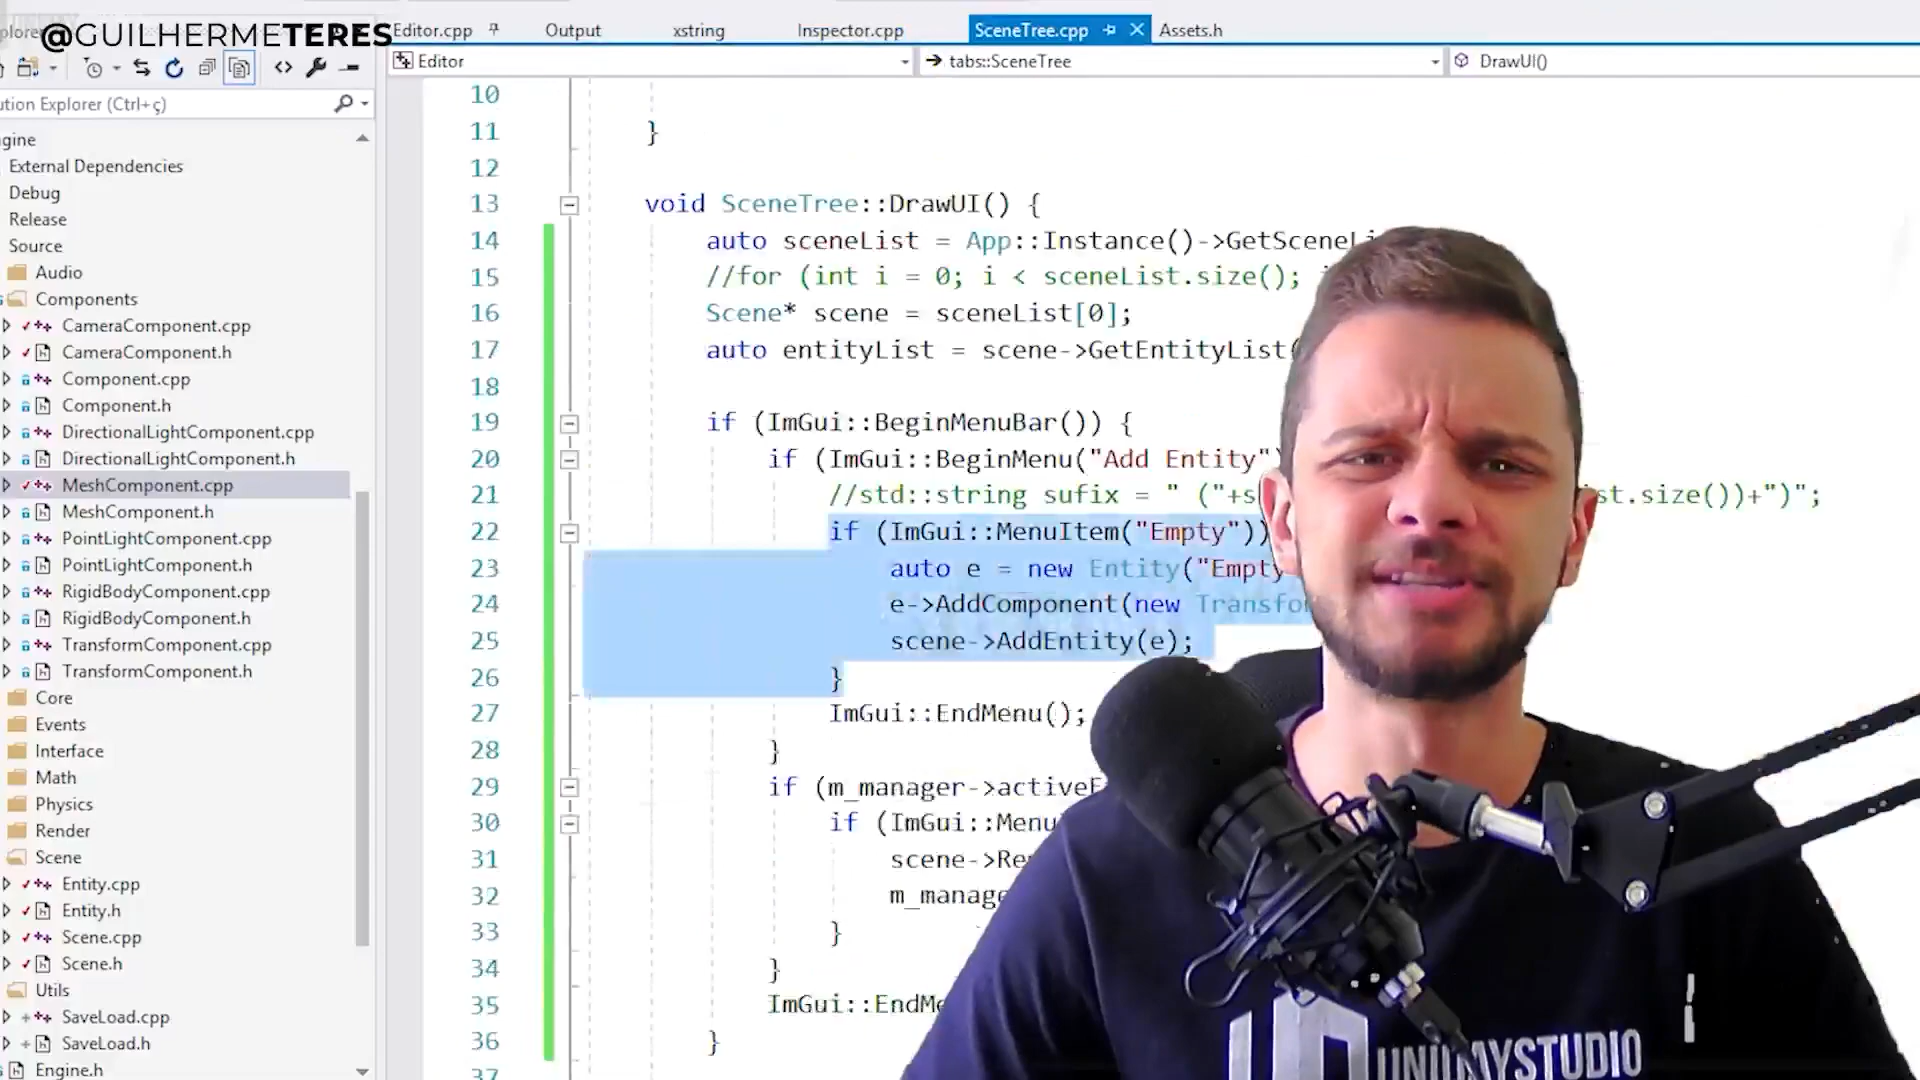 @GUILHERMETERES
Editor.cpp
Output
xstring
Inspector.cpp
SceneTree.cpp
Assets.h
Editor
tabs::SceneTree
DrawUI()
ution Explorer (Ctrl+ç)
gine
External Dependencies
Debug
Release
Source
Audio
Components
CameraComponent.cpp
CameraComponent.h
Component.cpp
Component.h
DirectionalLightComponent.cpp
DirectionalLightComponent.h
MeshComponent.cpp
MeshComponent.h
PointLightComponent.cpp
PointLightComponent.h
RigidBodyComponent.cpp
RigidBodyComponent.h
TransformComponent.cpp
TransformComponent.h
Core
Events
Interface
Math
Physics
Render
Scene
Entity.cpp
Entity.h
Scene.cpp
Scene.h
Utils
SaveLoad.cpp
SaveLoad.h
Engine.h
10
11 }
12
13 void SceneTree::DrawUI() {
14 auto sceneList = App::Instance()->GetSceneLi
15 //for (int i = 0; i < sceneList.size(); i
16 Scene* scene = sceneList[0];
17 auto entityList = scene->GetEntityList(
18
19 if (ImGui::BeginMenuBar()) {
20 if (ImGui::BeginMenu("Add Entity")
21 //std::string sufix = " ("+s st.size())+")";
22 if (ImGui::MenuItem("Empty"))
23 auto e = new Entity("Empty
24 e->AddComponent(new Transfor
25 scene->AddEntity(e);
26 }
27 ImGui::EndMenu();
28 }
29 if (m_manager->activeE
30 if (ImGui::Menu
31 scene->Re
32 m_manage
33 }
34 }
35 ImGui::EndMe
36 }
37